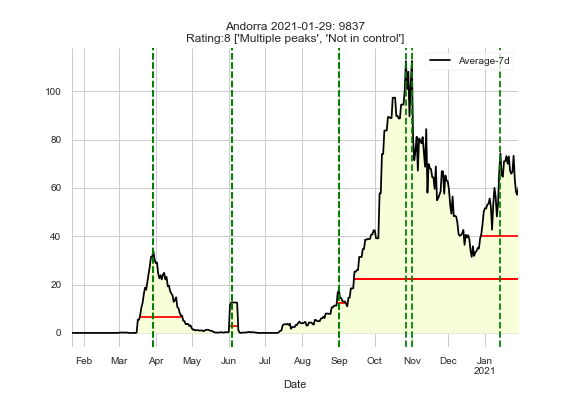 Andorra 2021-01-29: 9837
Rating:8 ['Multiple peaks', 'Not in control']
Average-7d
100
80
60
40
20
0
Feb Mar Apr May Jun Jul Aug Sep Oct Nov Dec Jan
2021
Date